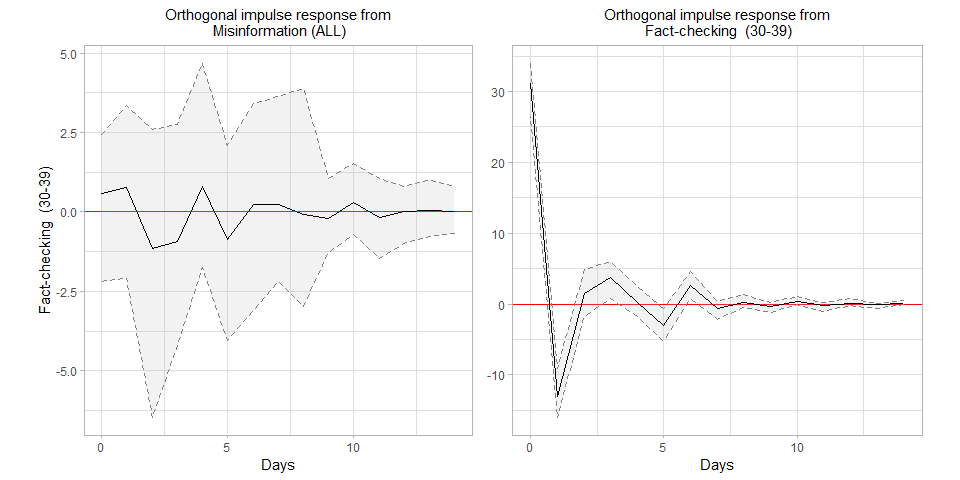 Orthogonal impulse response from
Misinformation (ALL)
Fact-checking (30-39)
5.0
2.5
0.0
-2.5
-5.0
0
5
10
Days
Orthogonal impulse response from
Fact-checking (30-39)
30
20
10
0
-10
0
5
10
Days